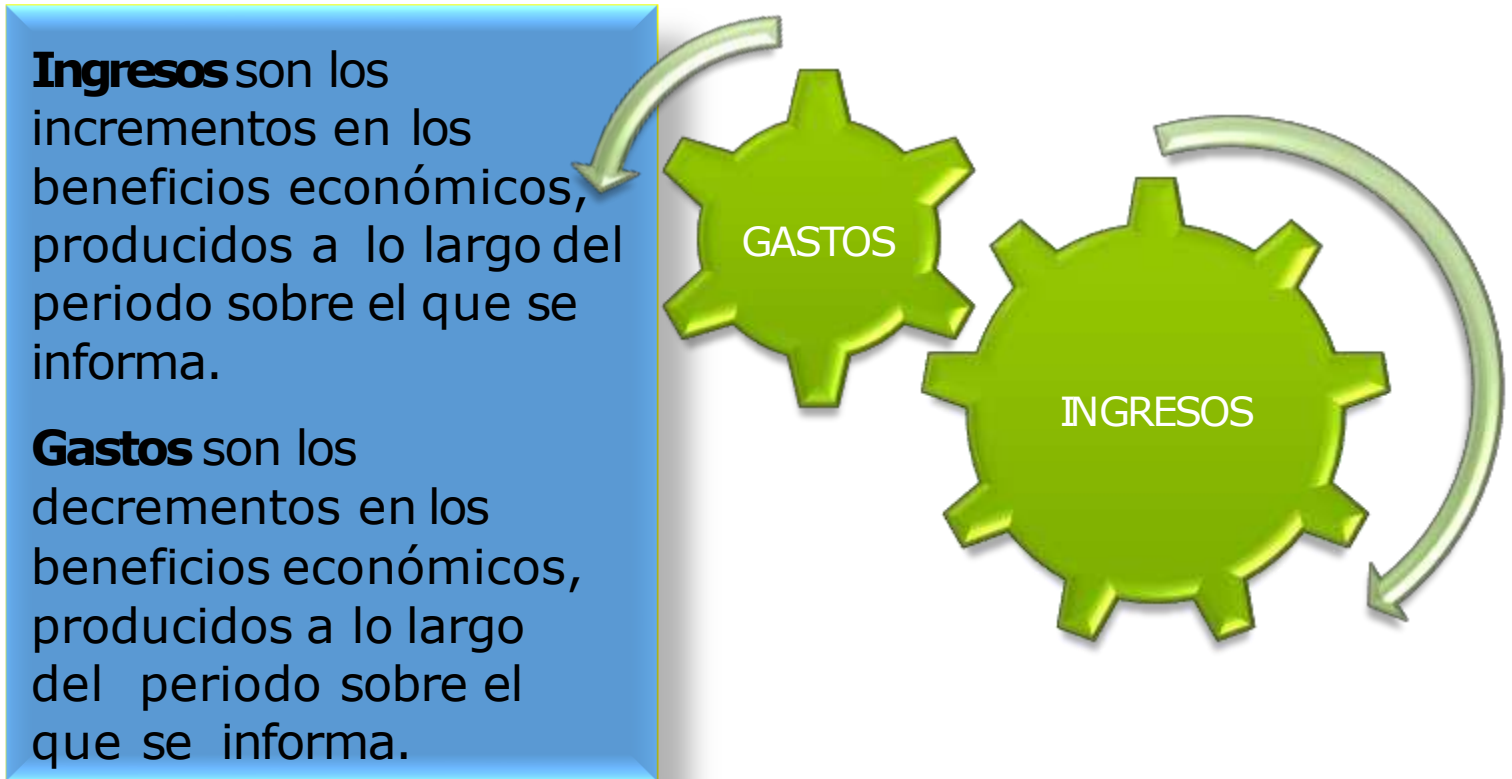 Ingresos son los
incrementos en los
beneficios económicos,
producidos a lo largo del
periodo sobre el que se
informa.
Gastos son los
decrementos en los
beneficios económicos,
producidos a lo largo
del periodo sobre el
que se informa.
GASTOS
INGRESOS